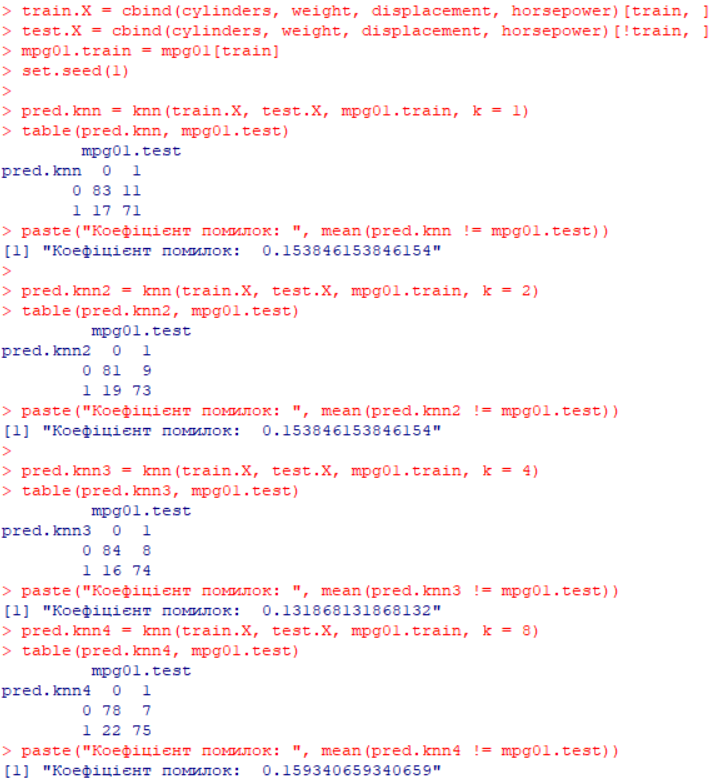 > train.X = cbind(cylinders, weight, displacement, horsepower)[train, ]
> test.X = cbind(cylinders, weight, displacement, horsepower)[!train, ]
> mpg01.train = mpg01[train]
> set.seed(1)
>
> pred.knn = knn(train.X, test.X, mpg01.train, k = 1)
> table(pred.knn, mpg01.test)
mpg01.test
pred.knn 0 1
0 83 11
1 17 71
> paste("Коефіцієнт помилок: ", mean(pred.knn != mpg01.test))
[1] "Коефіцієнт помилок: 0.153846153846154"
>
> pred.knn2 = knn(train.X, test.X, mpg01.train, k = 2)
> table(pred.knn2, mpg01.test)
mpg01.test
pred.knn2 0 1
0 81 9
1 19 73
> paste("Коефіцієнт помилок: ", mean(pred.knn2 != mpg01.test))
[1] "Коефіцієнт помилок: 0.153846153846154"
>
> pred.knn3 = knn(train.X, test.X, mpg01.train, k = 4)
> table(pred.knn3, mpg01.test)
mpg01.test
pred.knn3 0 1
0 84 8
1 16 74
> paste("Коефіцієнт помилок: ", mean(pred.knn3 != mpg01.test))
[1] "Коефіцієнт помилок: 0.131868131868132"
> pred.knn4 = knn(train.X, test.X, mpg01.train, k = 8)
> table(pred.knn4, mpg01.test)
mpg01.test
pred.knn4 0 1
0 78 7
1 22 75
> paste("Коефіцієнт помилок: ", mean(pred.knn4 != mpg01.test))
[1] "Коефіцієнт помилок: 0.159340659340659"